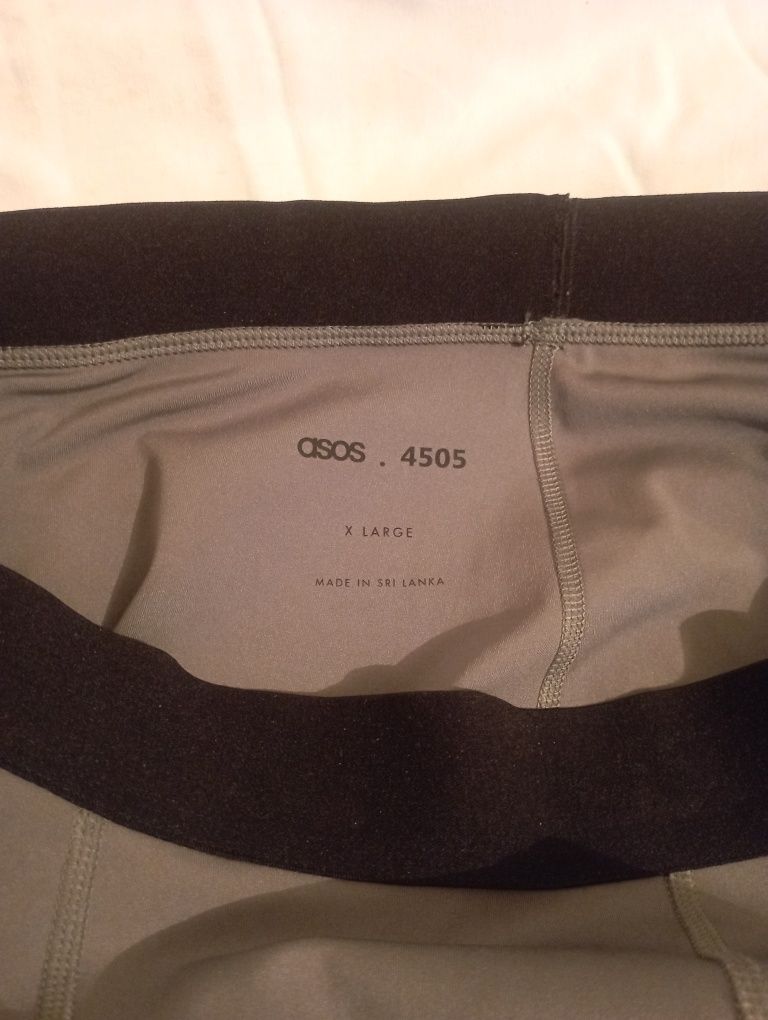 asos . 4505
X LARGE
MADE IN SRI LANKA